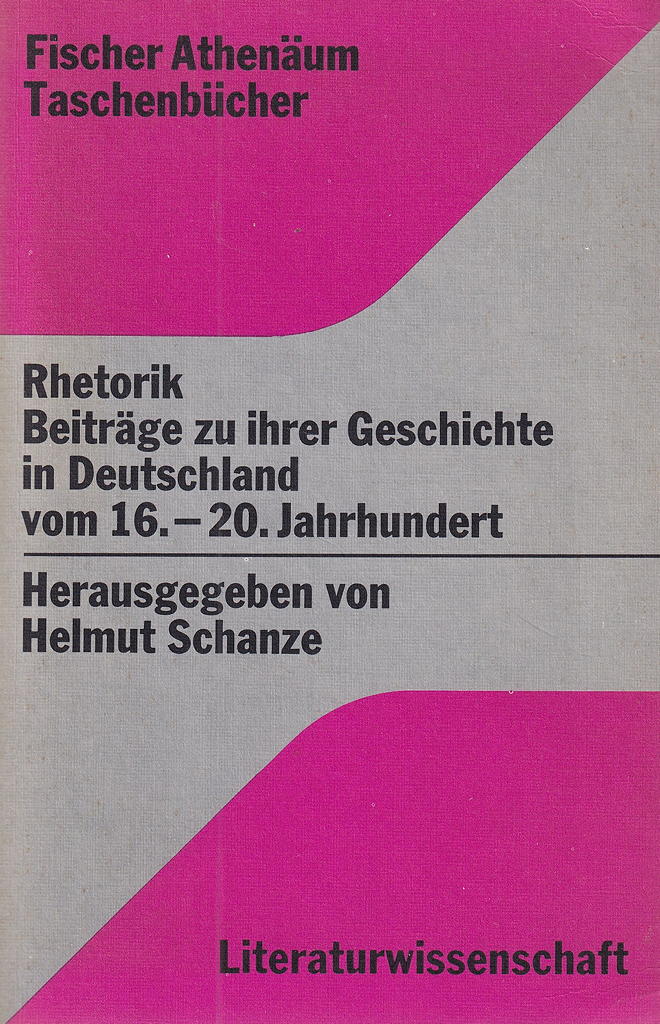 Fischer Athenäum
Taschenbücher
Rhetorik
Beiträge zu ihrer Geschichte
in Deutschland
vom 16.–20. Jahrhundert
Herausgegeben von
Helmut Schanze
Literaturwissenschaft